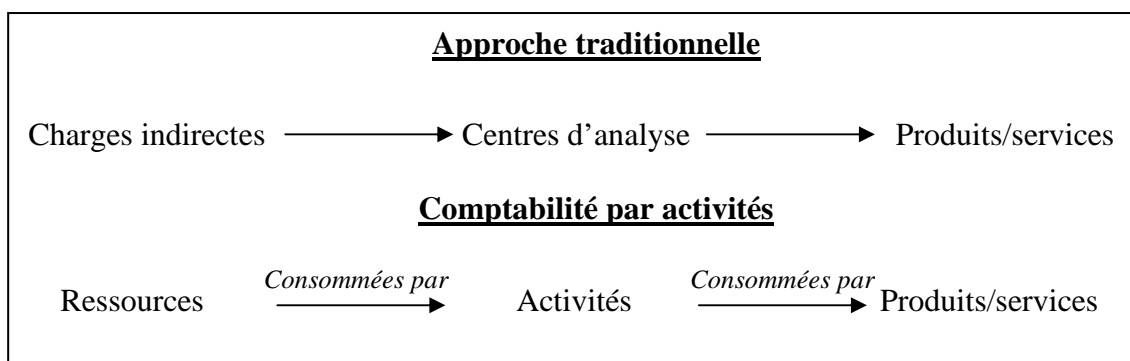 Approche traditionnelle
Charges indirectes Centres d’analyse Produits/services
Comptabilité par activités
Consommées par Consommées par
Ressources Activités Produits/services